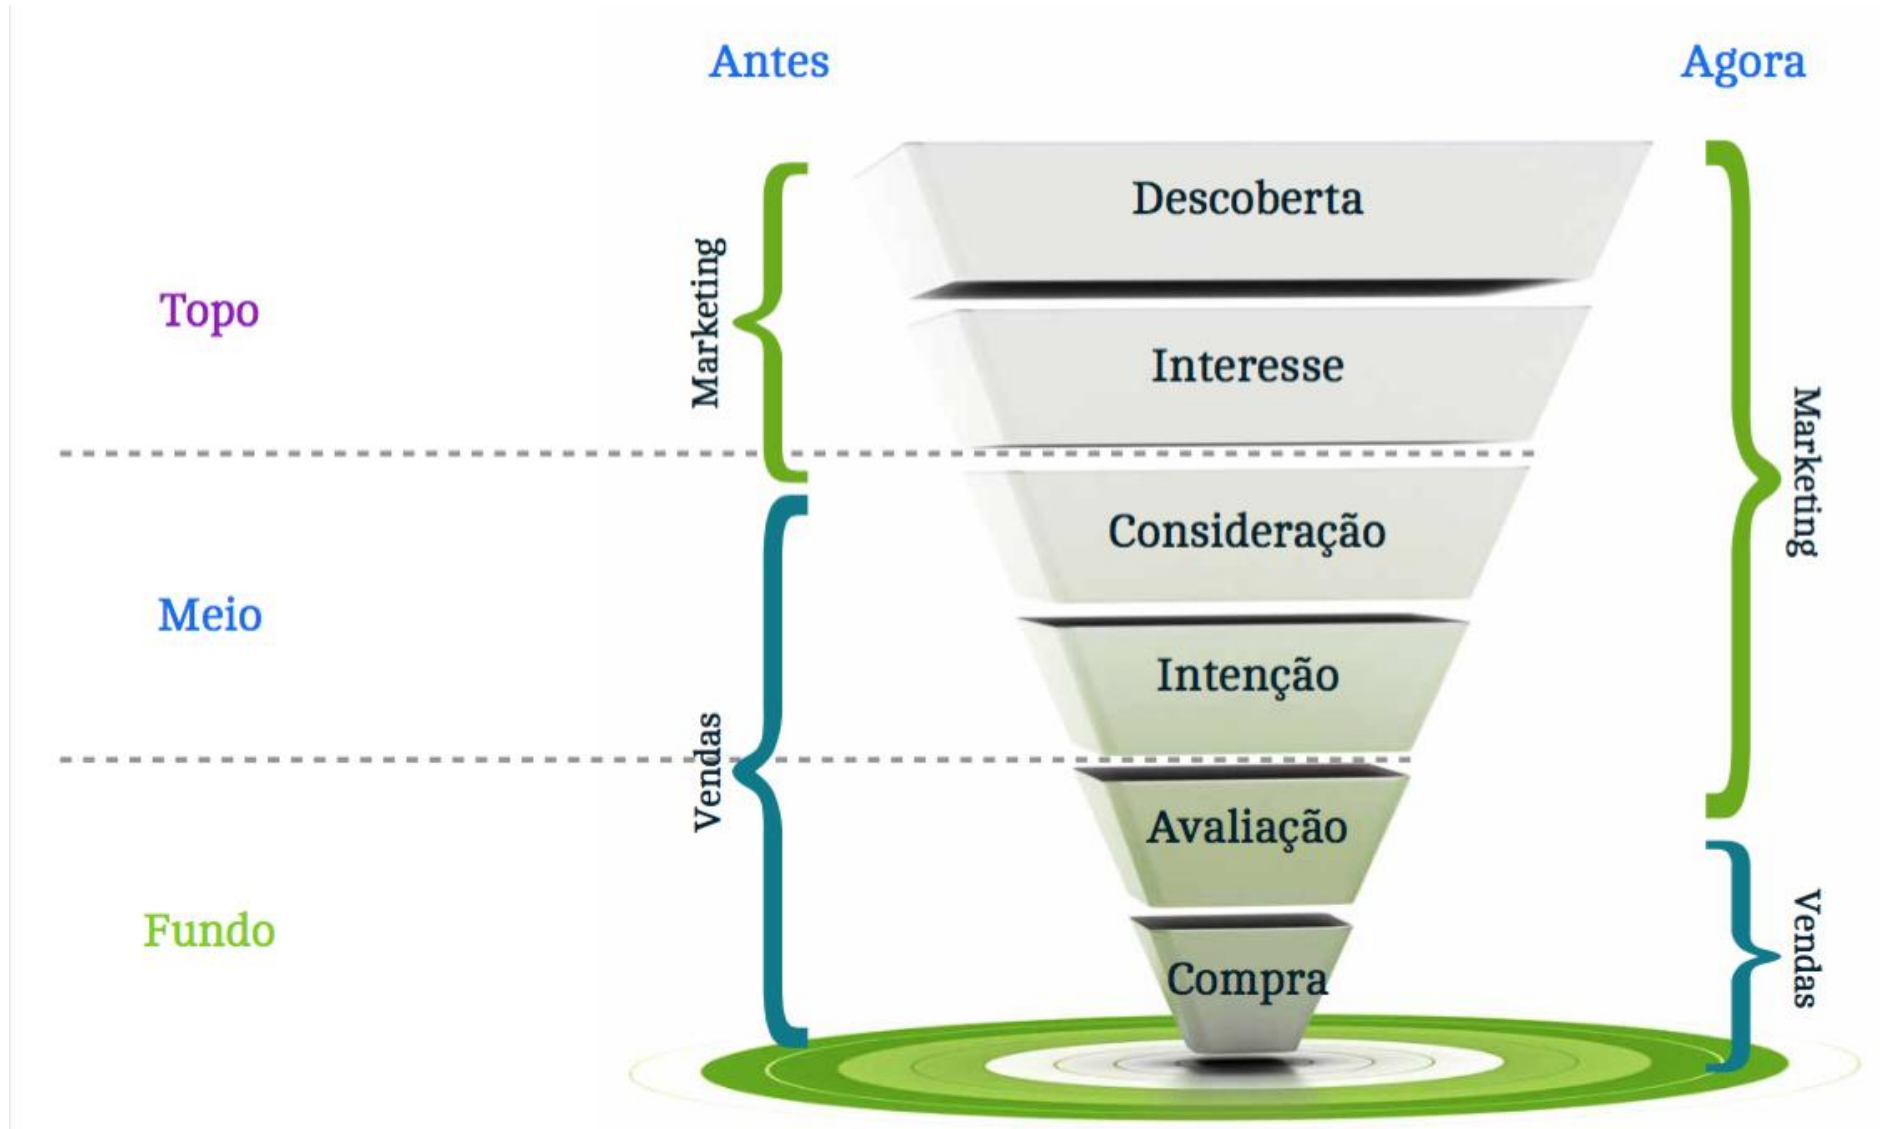 Antes
Agora
Descoberta
Marketing
Topo
Interesse
Marketing
Consideração
Meio
Intenção
Vendas
Avaliação
Fundo
Vendas
Compra